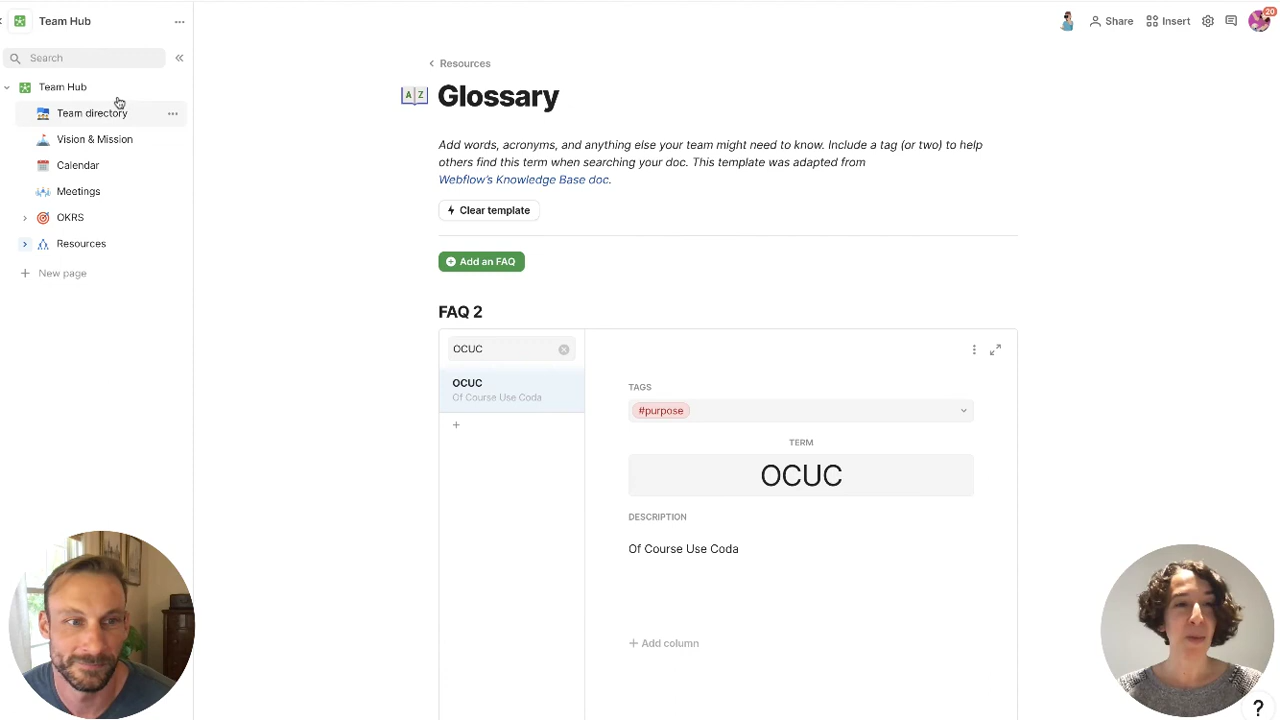 Team Hub
Search
Team Hub
Team directory
Vision & Mission
Calendar
Meetings
OKRS
Resources
New page
Share
Insert
20
Resources
A Z
Glossary
Add words, acronyms, and anything else your team might need to know. Include a tag (or two) to help
others find this term when searching your doc. This template was adapted from
Webflow's Knowledge Base doc.
Clear template
Add an FAQ
FAQ 2
OCUC
OCUC
Of Course Use Coda
TAGS
#purpose
TERM
OCUC
DESCRIPTION
Of Course Use Coda
Add column
?